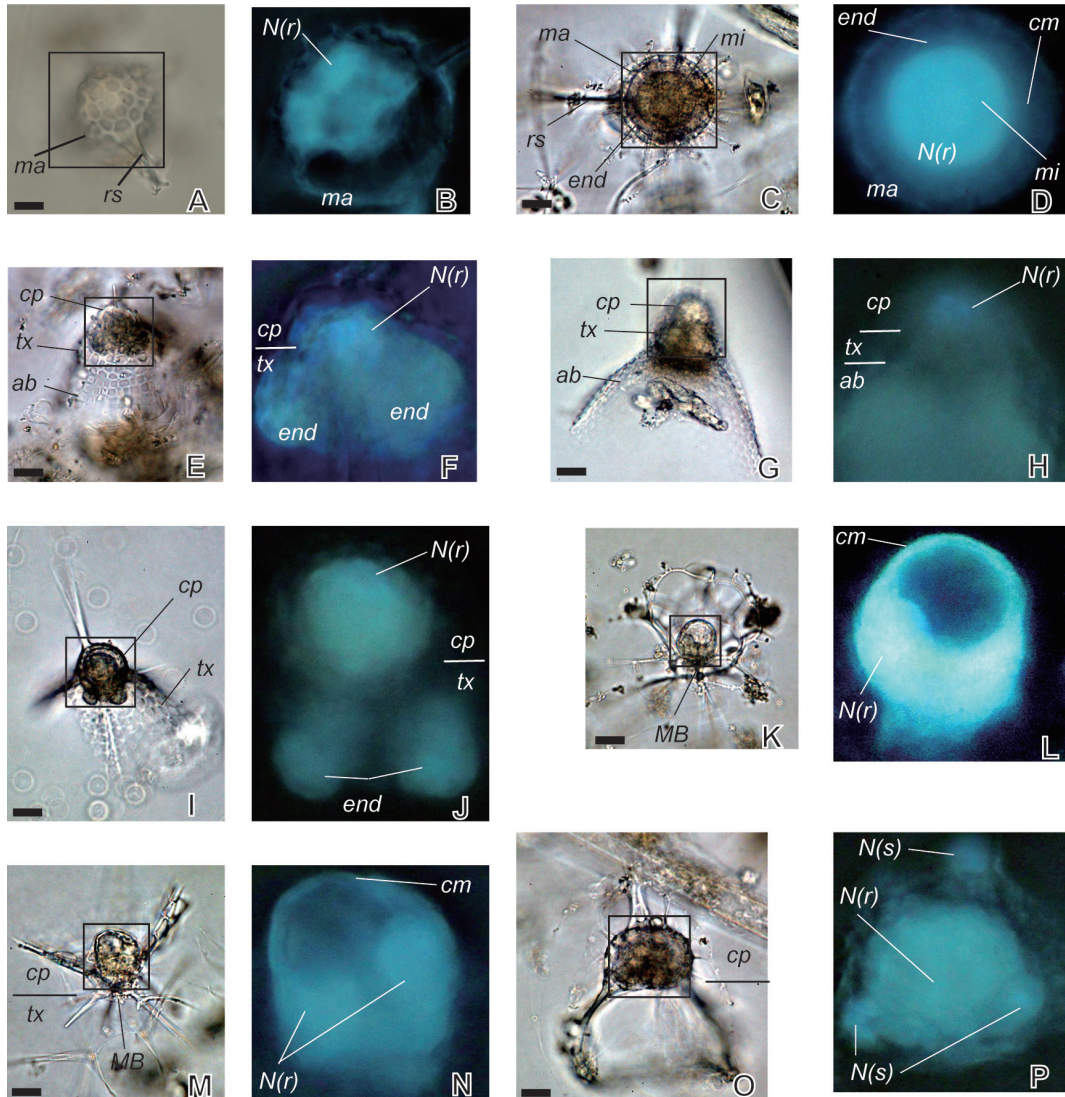 ma
rs
A
N(r)
ma
B
ma
mi
rs
end
C
end
cm
N(r)
mi
ma
D
cp
tx
ab
E
N(r)
cp
tx
end
end
F
cp
tx
ab
G
cp
N(r)
tx
ab
H
cp
tx
I
N(r)
cp
tx
end
J
MB
K
cm
N(r)
L
cp
tx
MB
M
cm
N(r)
N
cp
O
N(s)
N(r)
N(s)
P